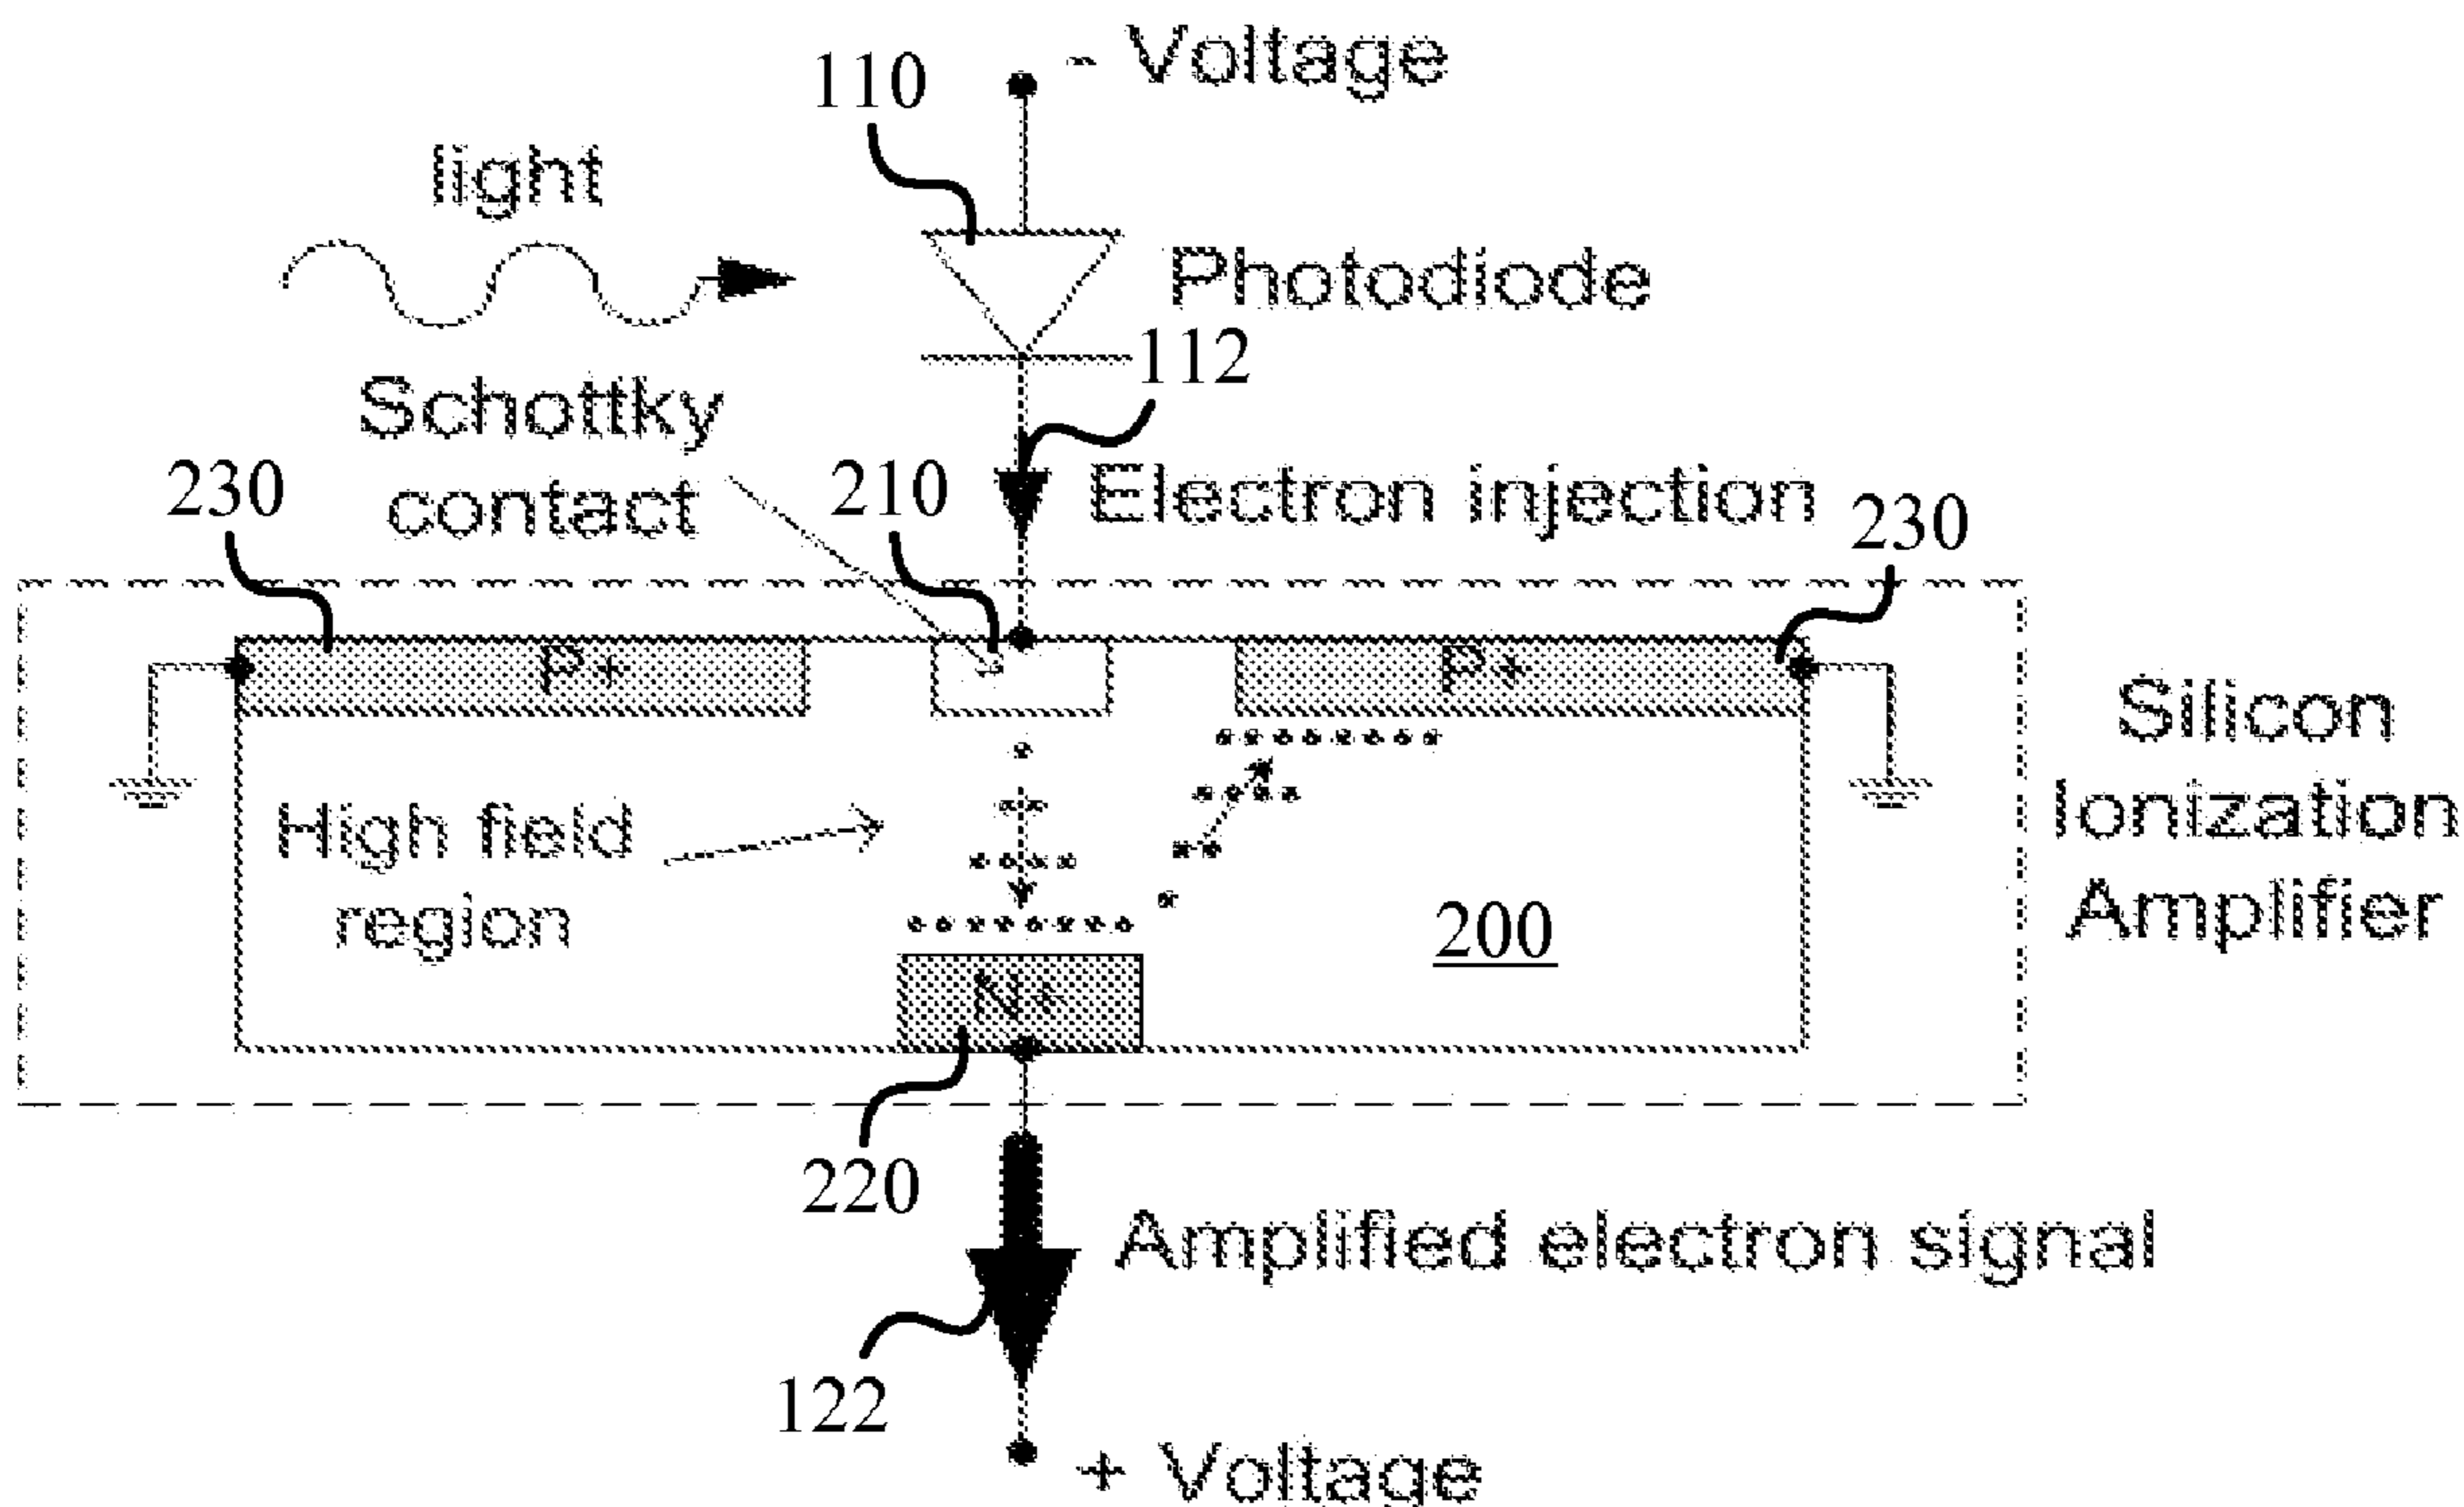 - Voltage
110
light
Photodiode
112
Schottky
contact
230
210
Electron injection
230
P+
P+
Silicon
Ionization
Amplifier
High field
region
200
N+
220
Amplified electron signal
122
+ Voltage